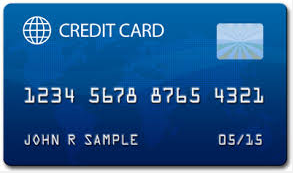 CREDIT CARD
1234 5678 8765 4321
JOHN R SAMPLE
05/15